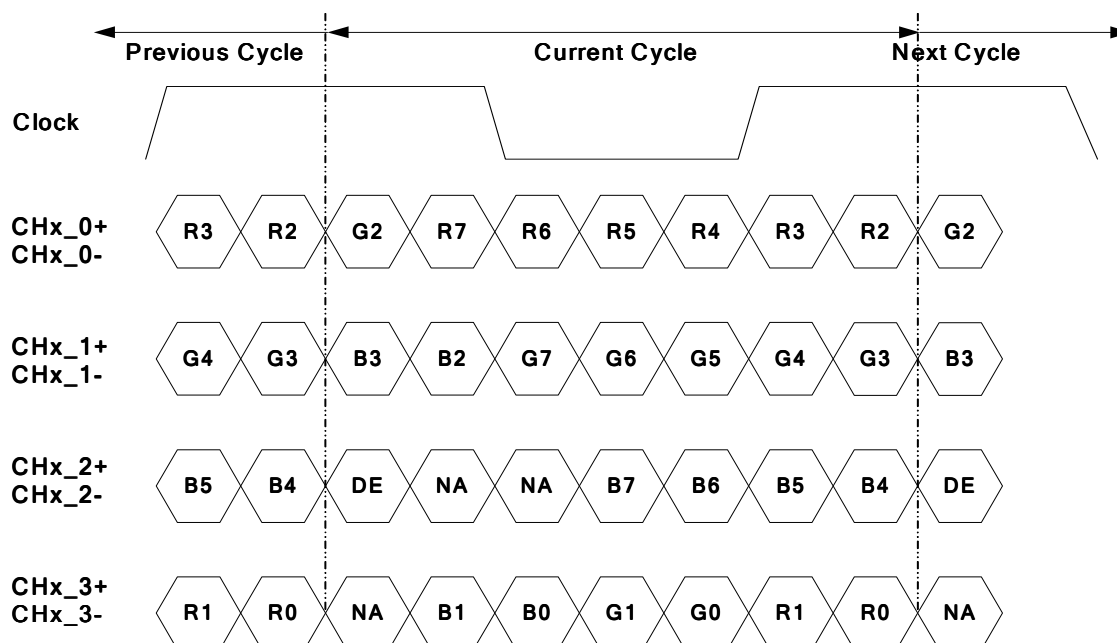 Previous Cycle Current Cycle Next Cycle
Clock
CHx_0+
CHx_0-
R3 R2 G2 R7 R6 R5 R4 R3 R2 G2
CHx_1+
CHx_1-
G4 G3 B3 B2 G7 G6 G5 G4 G3 B3
CHx_2+
CHx_2-
B5 B4 DE NA NA B7 B6 B5 B4 DE
CHx_3+
CHx_3-
R1 R0 NA B1 B0 G1 G0 R1 R0 NA